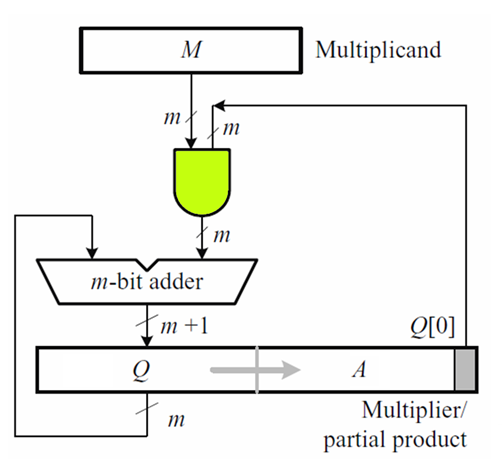 M Multiplicand
m m
m
m-bit adder
m +1
Q[0]
Q A
m
Multiplier/
partial product